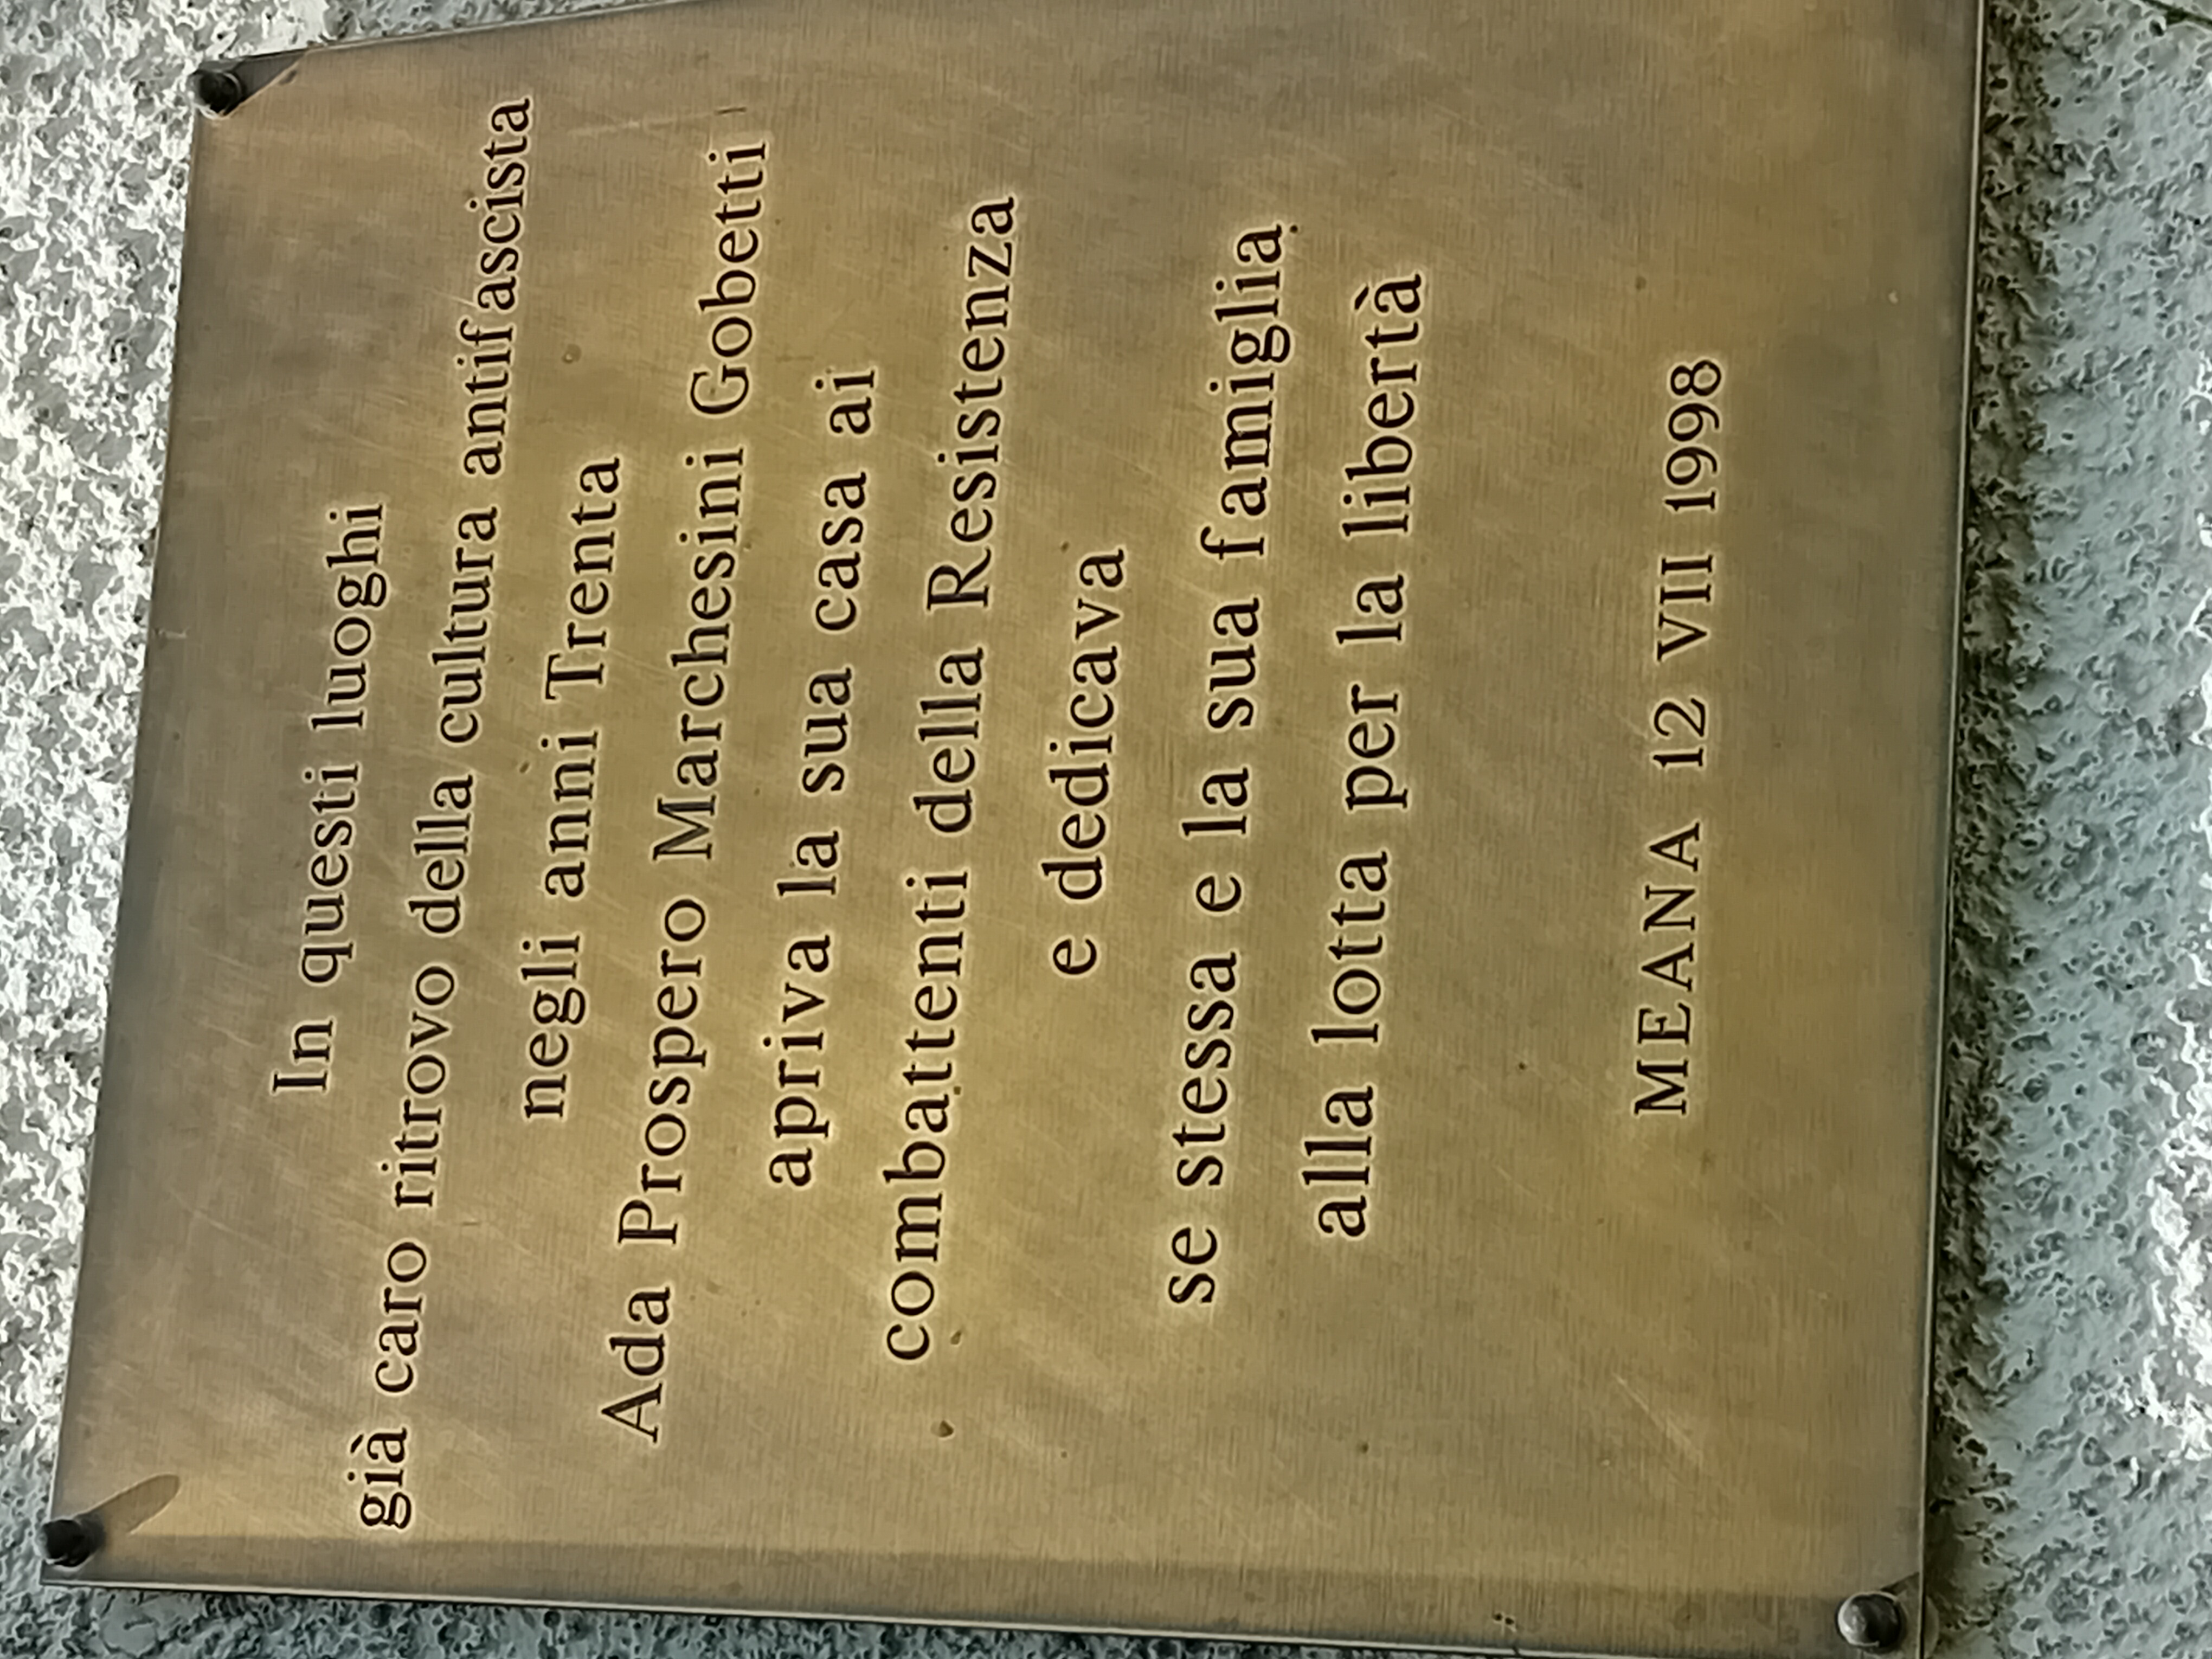 In questi luoghi
già caro ritrovo della cultura antifascista
negli anni Trenta
Ada Prospero Marchesini Gobetti
apriva la sua casa ai
combattenti della Resistenza
e dedicava
se stessa e la sua famiglia
alla lotta per la libertà
MEANA 12 VII 1998